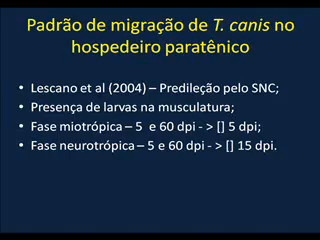 Padrão de migração de T. canis no
hospedeiro paratênico
• Lescano et al (2004) – Predileção pelo SNC;
• Presença de larvas na musculatura;
• Fase miotrópica – 5 e 60 dpi - > [] 5 dpi;
• Fase neurotrópica – 5 e 60 dpi - > [] 15 dpi.